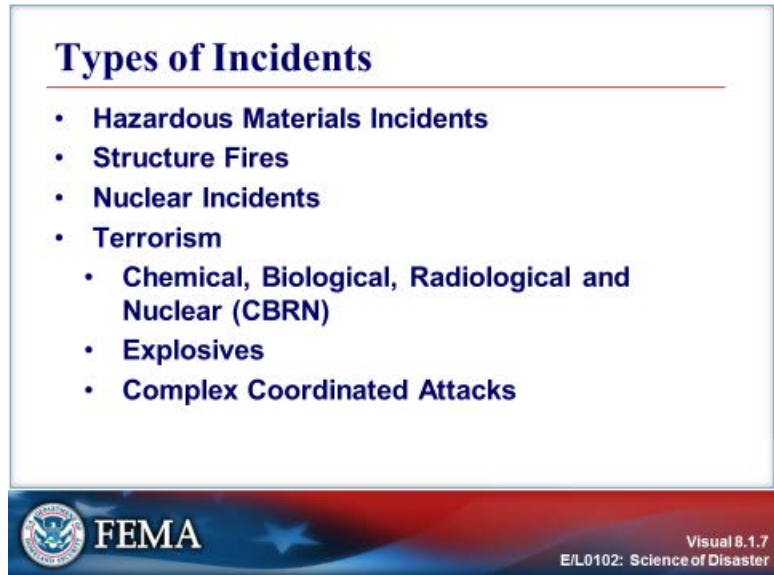 Types of Incidents
• Hazardous Materials Incidents
• Structure Fires
• Nuclear Incidents
• Terrorism
• Chemical, Biological, Radiological and
Nuclear (CBRN)
• Explosives
• Complex Coordinated Attacks
FEMA
Visual 8.1.7
E/L0102: Science of Disaster